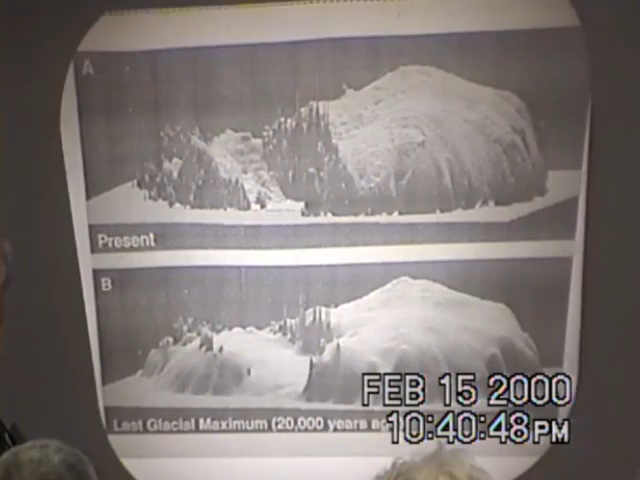 A
Present
B
Last Glacial Maximum (20,000 years
FEB 15 2000
10:40:48PM